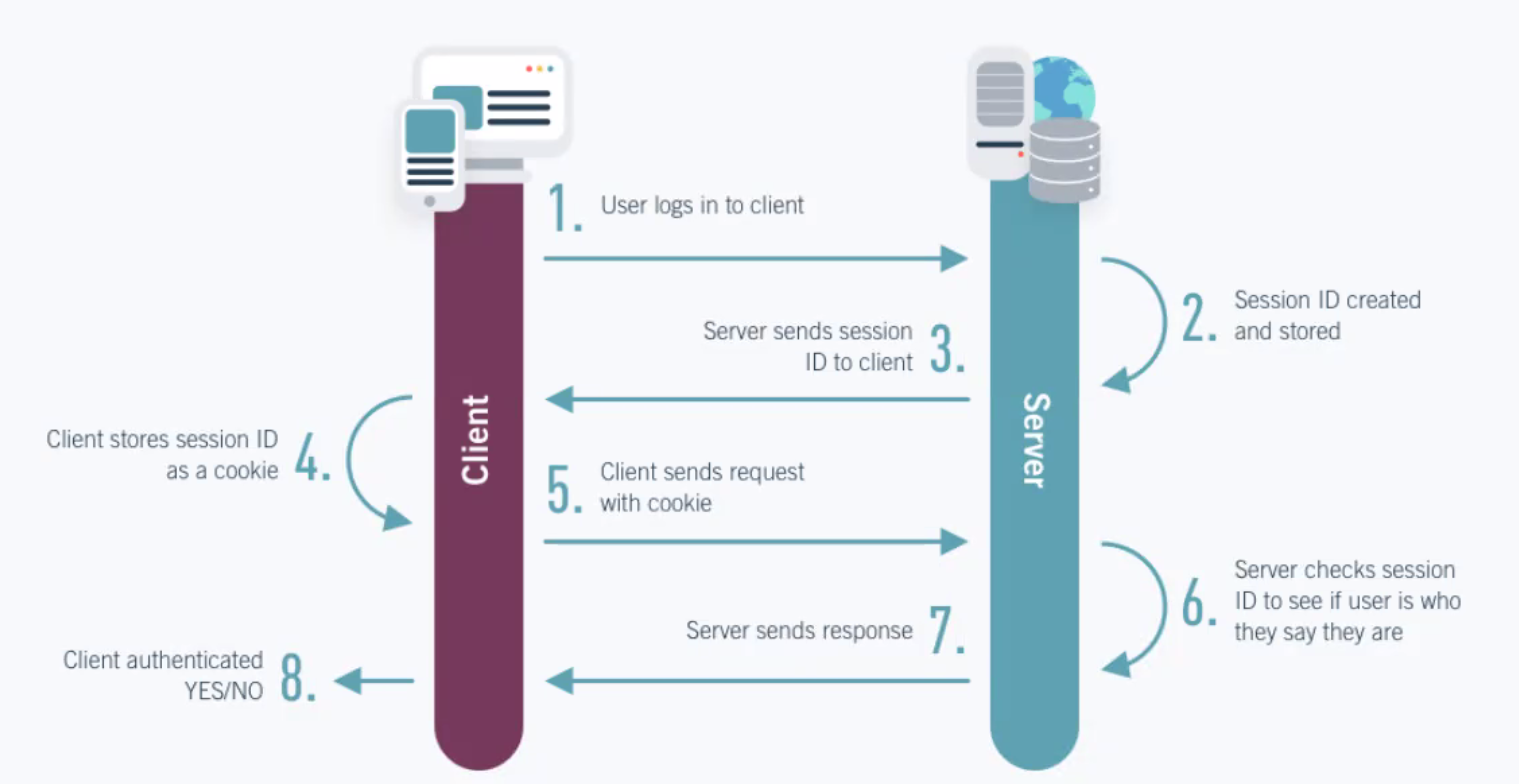 1. User logs in to client
2. Session ID created
and stored
Server sends session
ID to client 3.
Client stores session ID
as a cookie 4.
Client
Server
5. Client sends request
with cookie
6. Server checks session
ID to see if user is who
they say they are
Server sends response 7.
Client authenticated
YES/NO 8.